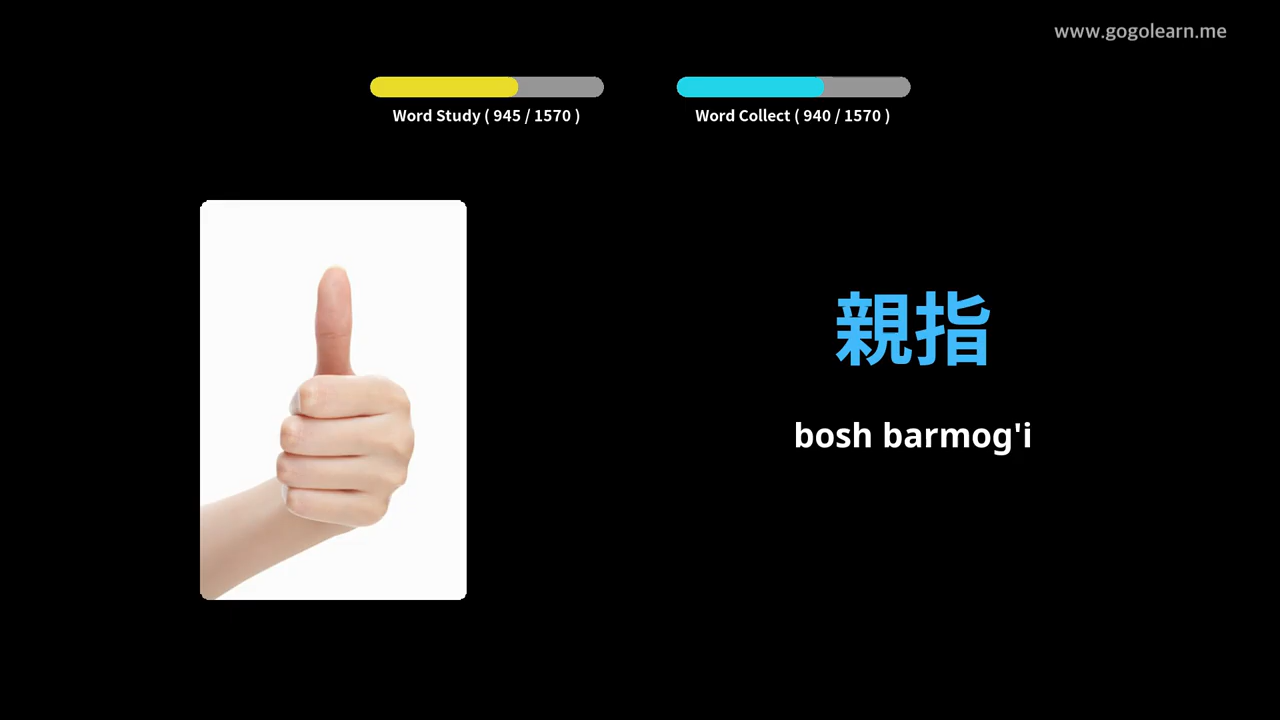 www.gogolearn.me
Word Study ( 945 / 1570 )
Word Collect ( 940 / 1570 )
親指
bosh barmog'i